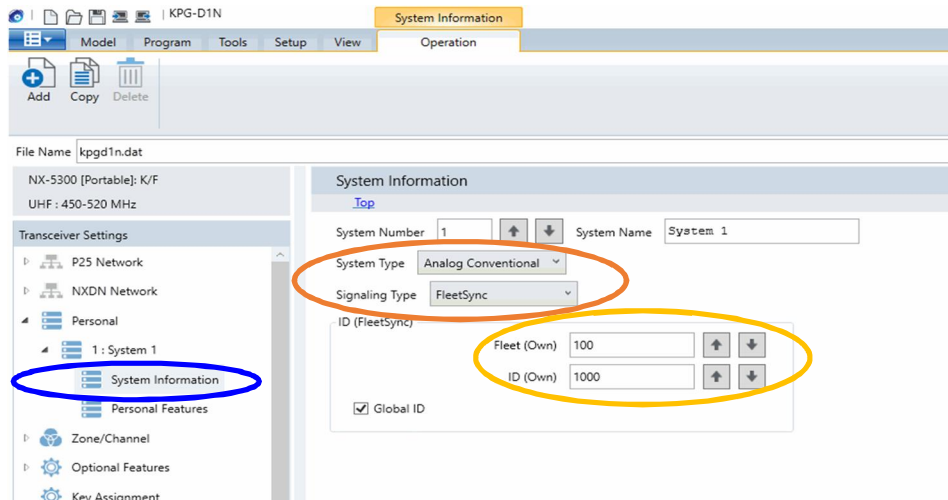 KPG-D1N
System Information
Model Program Tools Setup View Operation
Add Copy Delete
File Name kpgd1n.dat
NX-5300 [Portable]: K/F
UHF : 450-520 MHz
Transceiver Settings
P25 Network
NXDN Network
Personal
1 : System 1
System Information
Personal Features
Zone/Channel
Optional Features
Key Assignment
System Information
Top
System Number 1 System Name System 1
System Type Analog Conventional
Signaling Type FleetSync
ID (FleetSync)
Fleet (Own) 100
ID (Own) 1000
Global ID